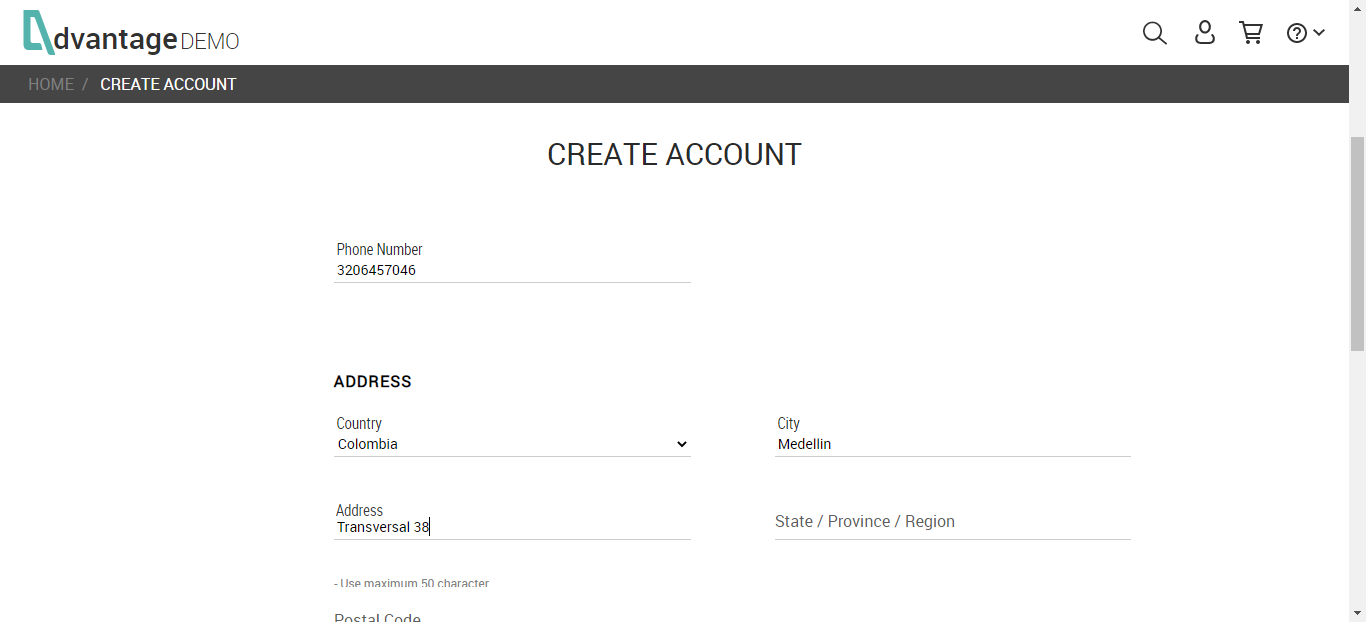 dvantage DEMO
HOME / CREATE ACCOUNT
CREATE ACCOUNT
Phone Number
3206457046
ADDRESS
Country
Colombia
City
Medellin
Address
Transversal 38
State / Province / Region
- Use maximum 50 character
Postal Code